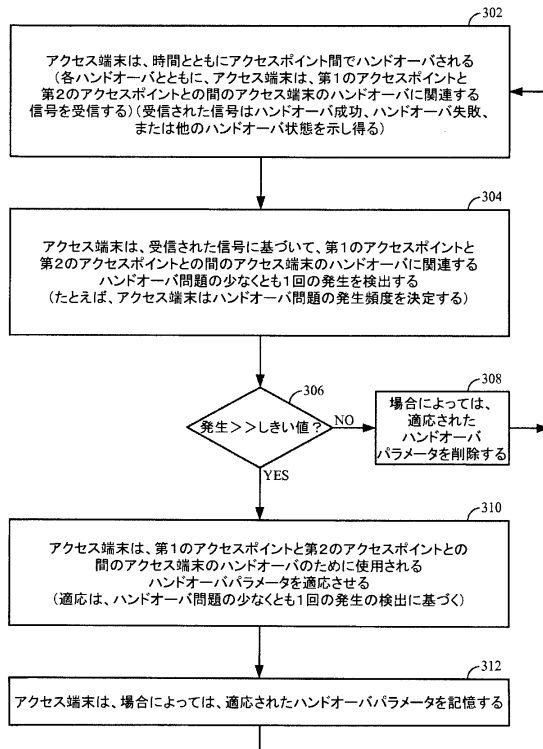 302
アクセス端末は、時間とともにアクセスポイント間でハンドオーバされる
(各ハンドオーバとともに、アクセス端末は、第1のアクセスポイントと
第2のアクセスポイントとの間のアクセス端末のハンドオーバに関連する
信号を受信する)(受信された信号はハンドオーバ成功、ハンドオーバ失敗、
または他のハンドオーバ状態を示し得る)
304
アクセス端末は、受信された信号に基づいて、第1のアクセスポイントと
第2のアクセスポイントとの間のアクセス端末のハンドオーバに関連する
ハンドオーバ問題の少なくとも1回の発生を検出する
(たとえば、アクセス端末はハンドオーバ問題の発生頻度を決定する)
306
発生>>しきい値?
NO
308
場合によっては、
適応された
ハンドオーバ
パラメータを削除する
YES
310
アクセス端末は、第1のアクセスポイントと第2のアクセスポイントとの
間のアクセス端末のハンドオーバのために使用される
ハンドオーバパラメータを適応させる
(適応は、ハンドオーバ問題の少なくとも1回の発生の検出に基づく)
312
アクセス端末は、場合によっては、適応されたハンドオーバパラメータを記憶する